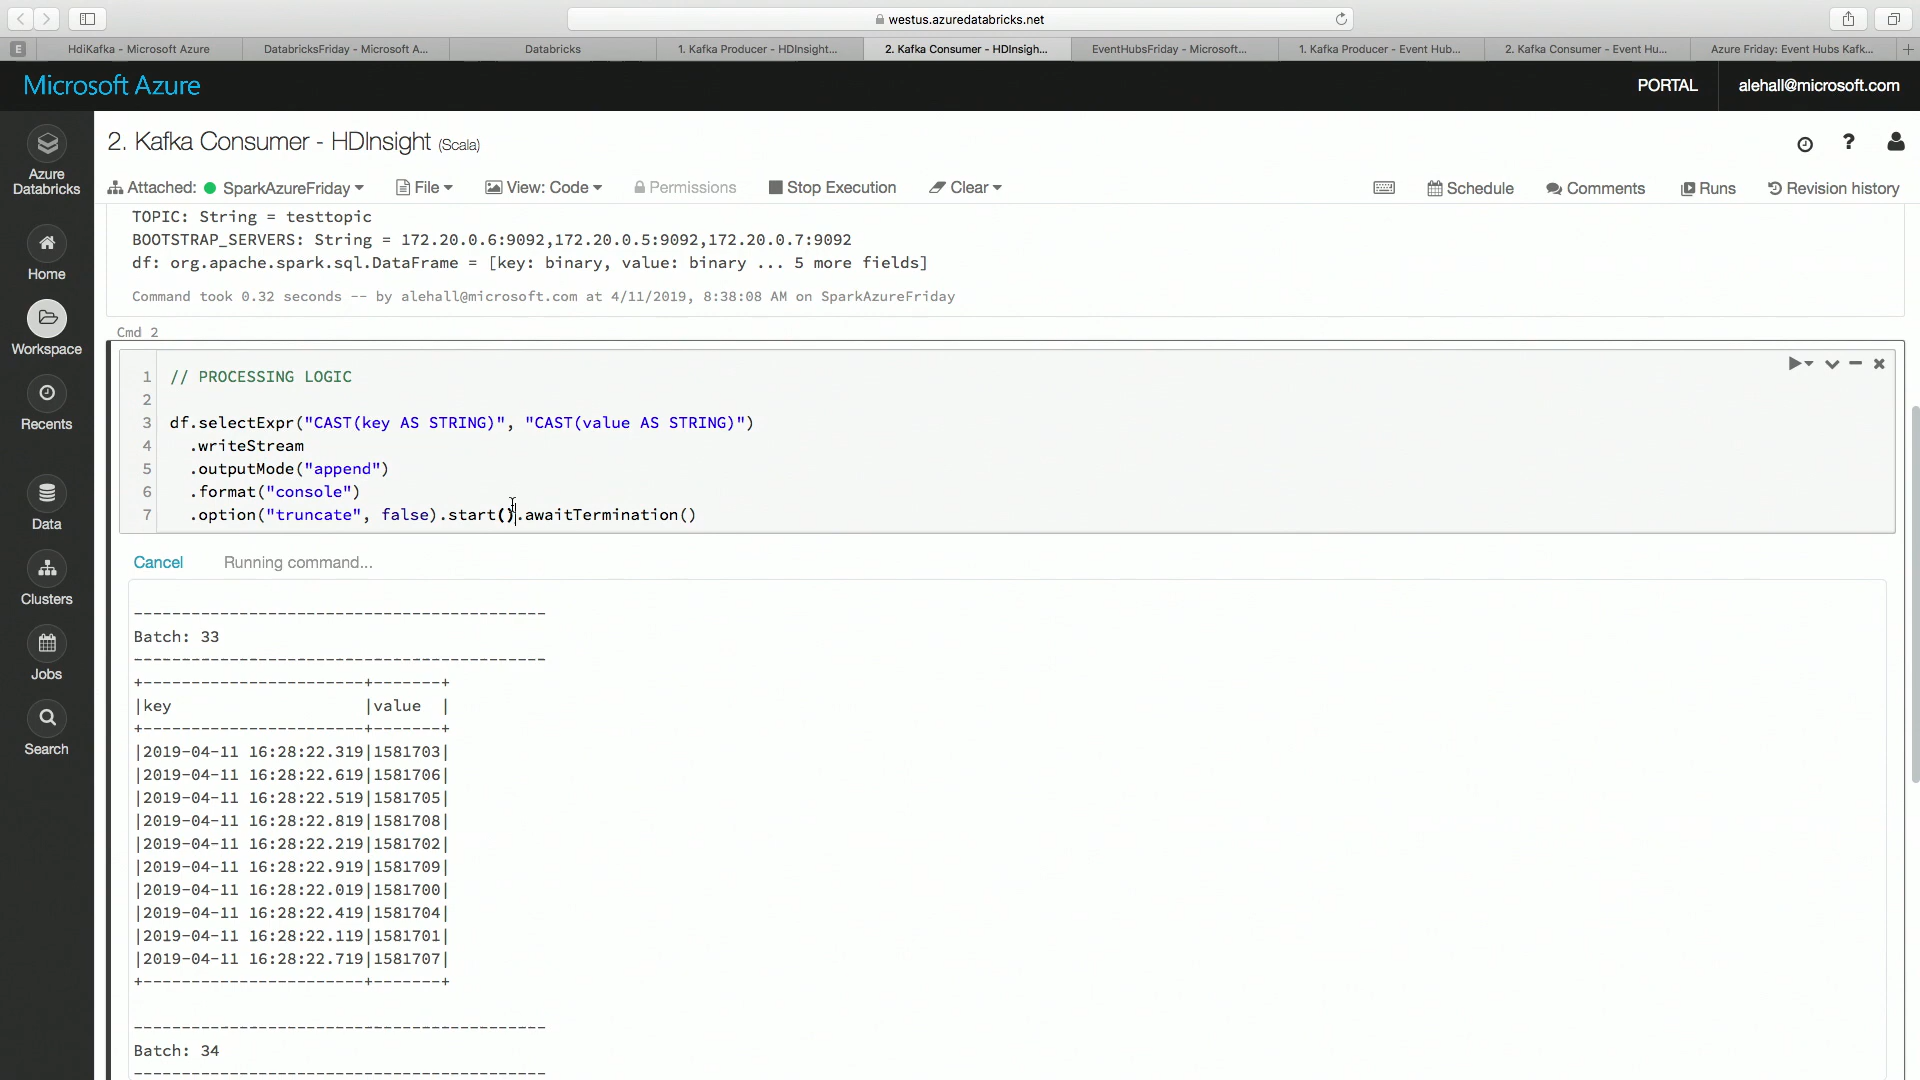 westus.azuredatabricks.net
E
HdiKafka - Microsoft Azure
DatabricksFriday - Microsoft A...
Databricks
1. Kafka Producer - HDInsight...
2. Kafka Consumer - HDInsigh...
EventHubsFriday - Microsoft...
1. Kafka Producer - Event Hub...
2. Kafka Consumer - Event Hu...
Azure Friday: Event Hubs Kafk...
Microsoft Azure
PORTAL
alehall@microsoft.com
Azure Databricks
Home
Workspace
Recents
Data
Clusters
Jobs
Search
2. Kafka Consumer - HDInsight (Scala)
Attached: SparkAzureFriday
File
View: Code
Permissions
Stop Execution
Clear
Schedule
Comments
Runs
Revision history
TOPIC: String = testtopic
BOOTSTRAP_SERVERS: String = 172.20.0.6:9092,172.20.0.5:9092,172.20.0.7:9092
df: org.apache.spark.sql.DataFrame = [key: binary, value: binary ... 5 more fields]
Command took 0.32 seconds -- by alehall@microsoft.com at 4/11/2019, 8:38:08 AM on SparkAzureFriday
Cmd 2
1 // PROCESSING LOGIC
2
3 df.selectExpr("CAST(key AS STRING)", "CAST(value AS STRING)")
4 .writeStream
5 .outputMode("append")
6 .format("console")
7 .option("truncate", false).start().awaitTermination()
Cancel Running command...
-------------------------------------------
Batch: 33
-------------------------------------------
+-----------------------+-------+
|key                    |value  |
+-----------------------+-------+
|2019-04-11 16:28:22.319|1581703|
|2019-04-11 16:28:22.619|1581706|
|2019-04-11 16:28:22.519|1581705|
|2019-04-11 16:28:22.819|1581708|
|2019-04-11 16:28:22.219|1581702|
|2019-04-11 16:28:22.919|1581709|
|2019-04-11 16:28:22.019|1581700|
|2019-04-11 16:28:22.419|1581704|
|2019-04-11 16:28:22.119|1581701|
|2019-04-11 16:28:22.719|1581707|
+-----------------------+-------+
-------------------------------------------
Batch: 34
-------------------------------------------